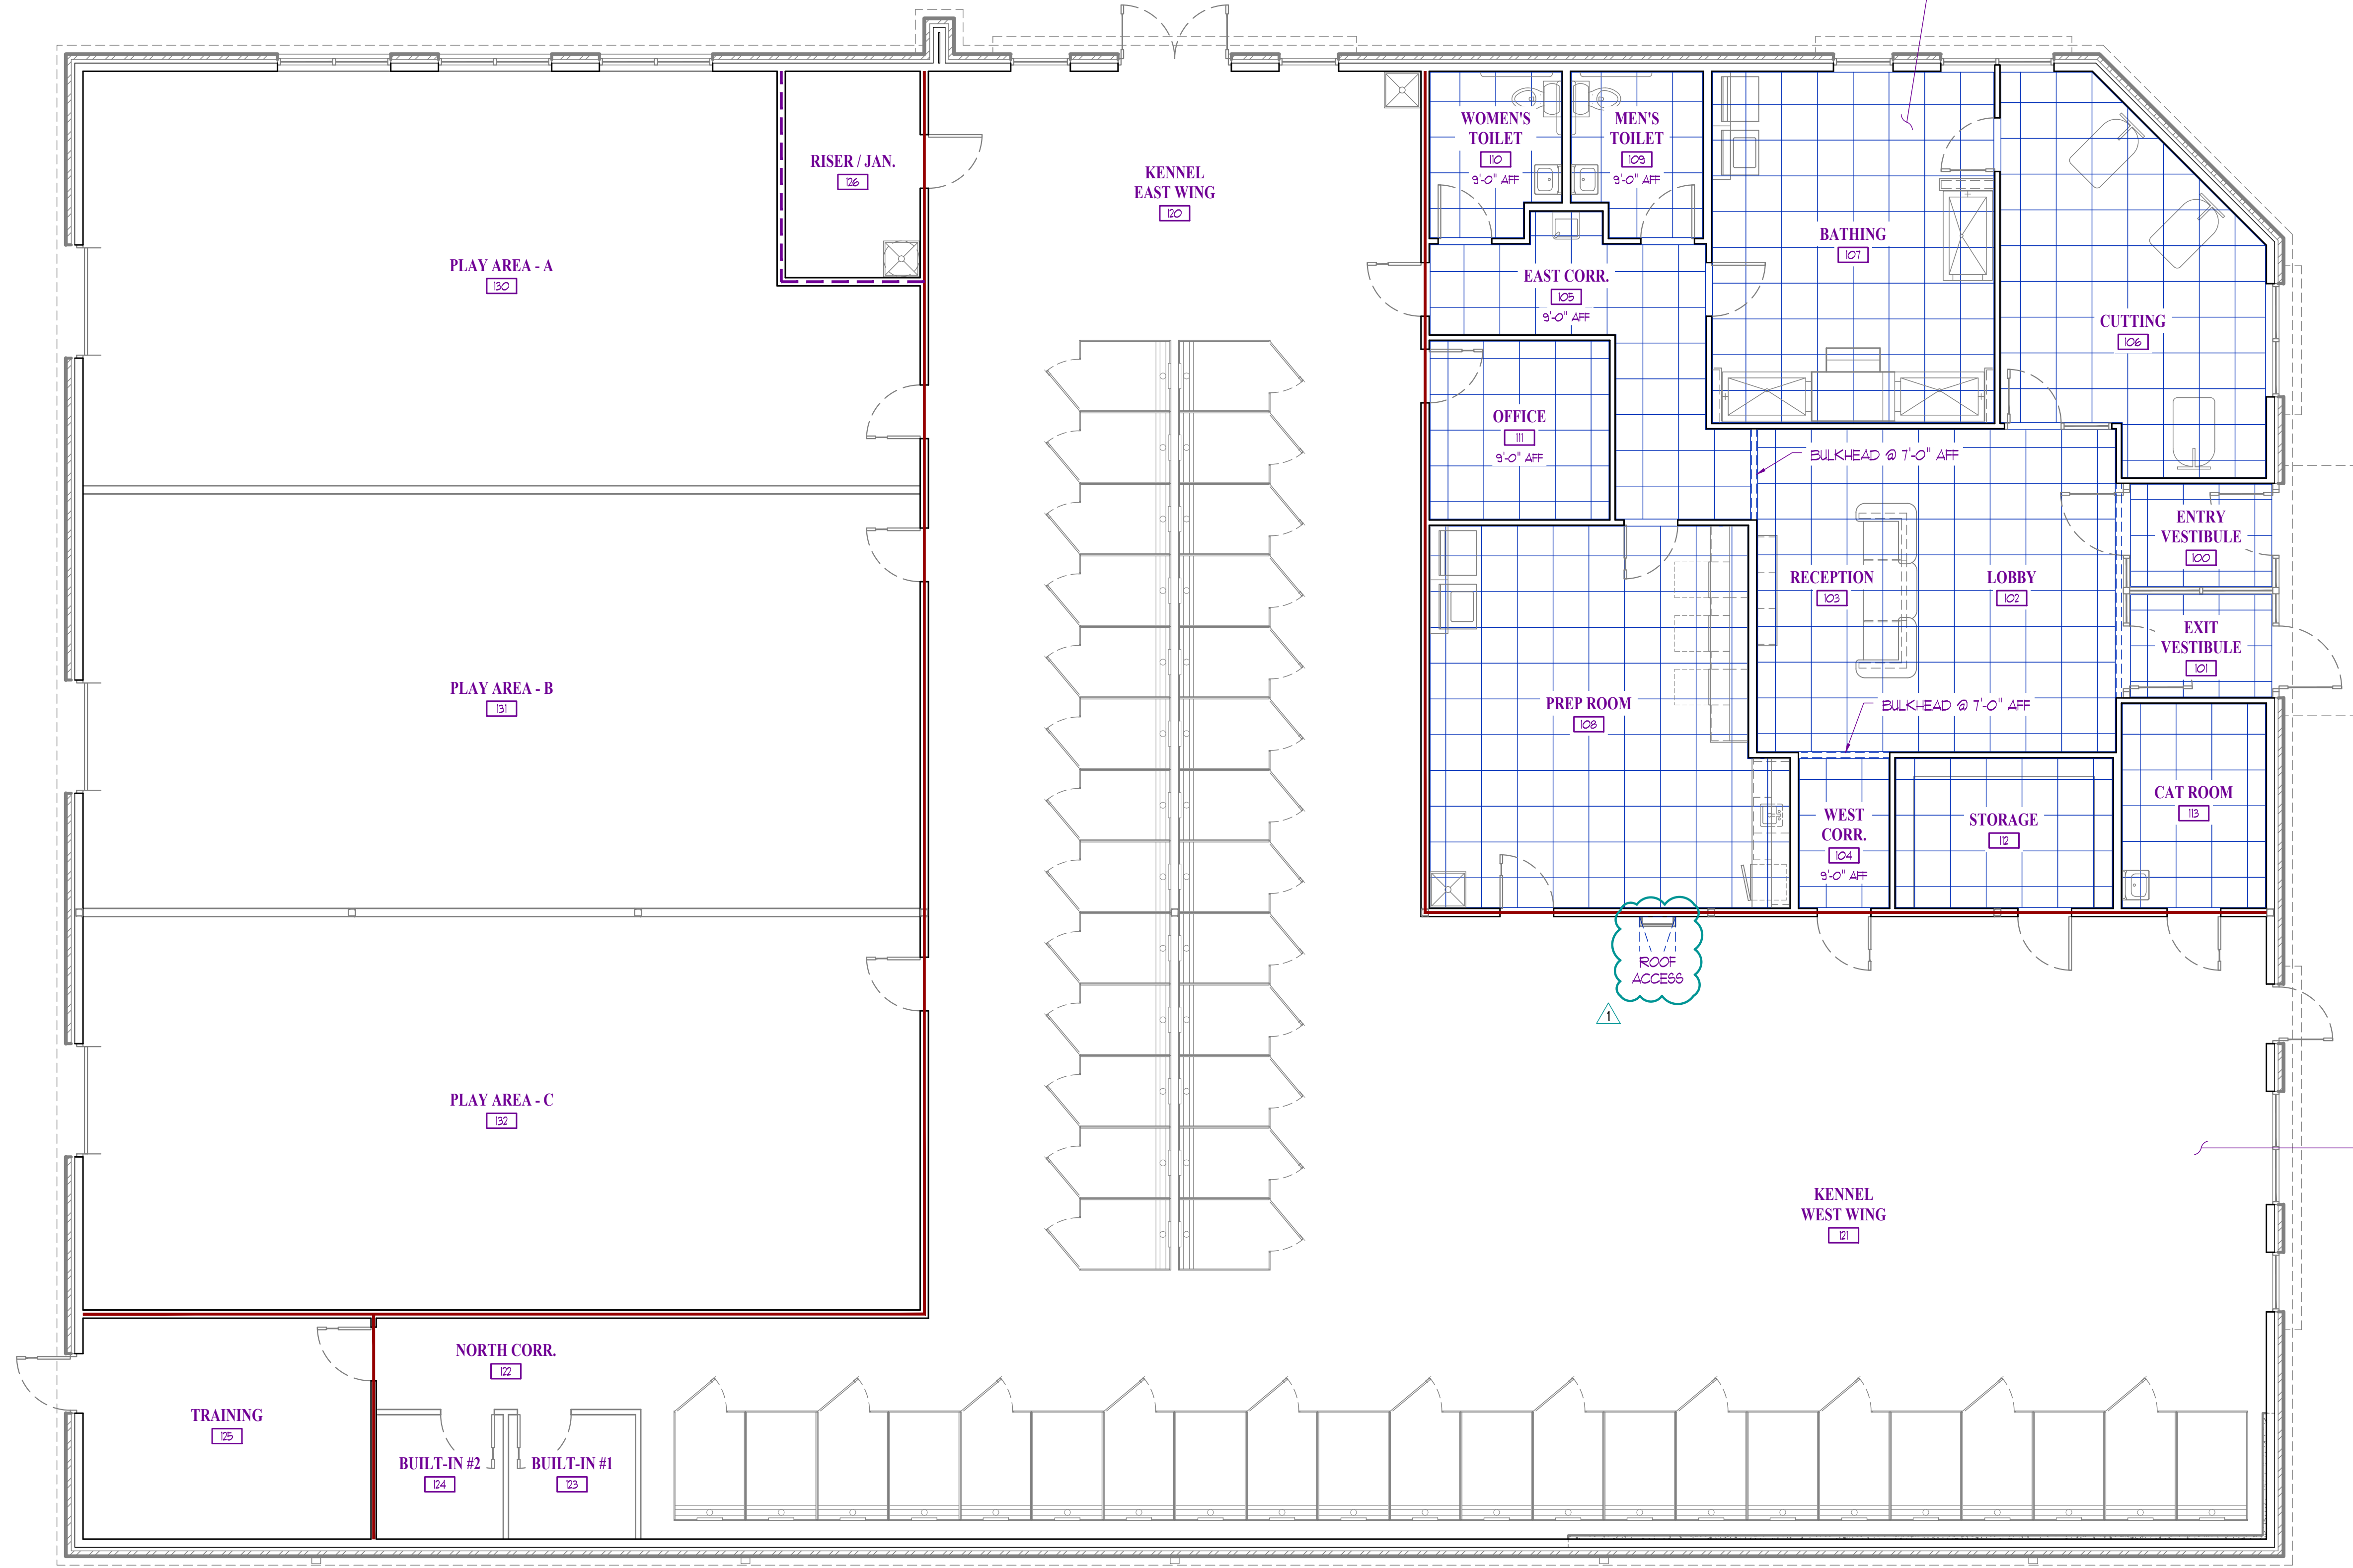 WOMEN'S
TOILET
110
9'-0" AFF
MEN'S
TOILET
109
9'-0" AFF
RISER / JAN.
126
KENNEL
EAST WING
120
BATHING
107
PLAY AREA - A
130
EAST CORR.
105
9'-0" AFF
CUTTING
106
OFFICE
111
9'-0" AFF
BULKHEAD @ 7'-0" AFF
ENTRY
VESTIBULE
100
RECEPTION
103
LOBBY
102
EXIT
VESTIBULE
101
PLAY AREA - B
131
PREP ROOM
108
BULKHEAD @ 7'-0" AFF
CAT ROOM
113
WEST
CORR.
104
9'-0" AFF
STORAGE
112
ROOF
ACCESS
1
PLAY AREA - C
132
KENNEL
WEST WING
121
NORTH CORR.
122
TRAINING
125
BUILT-IN #2
124
BUILT-IN #1
123